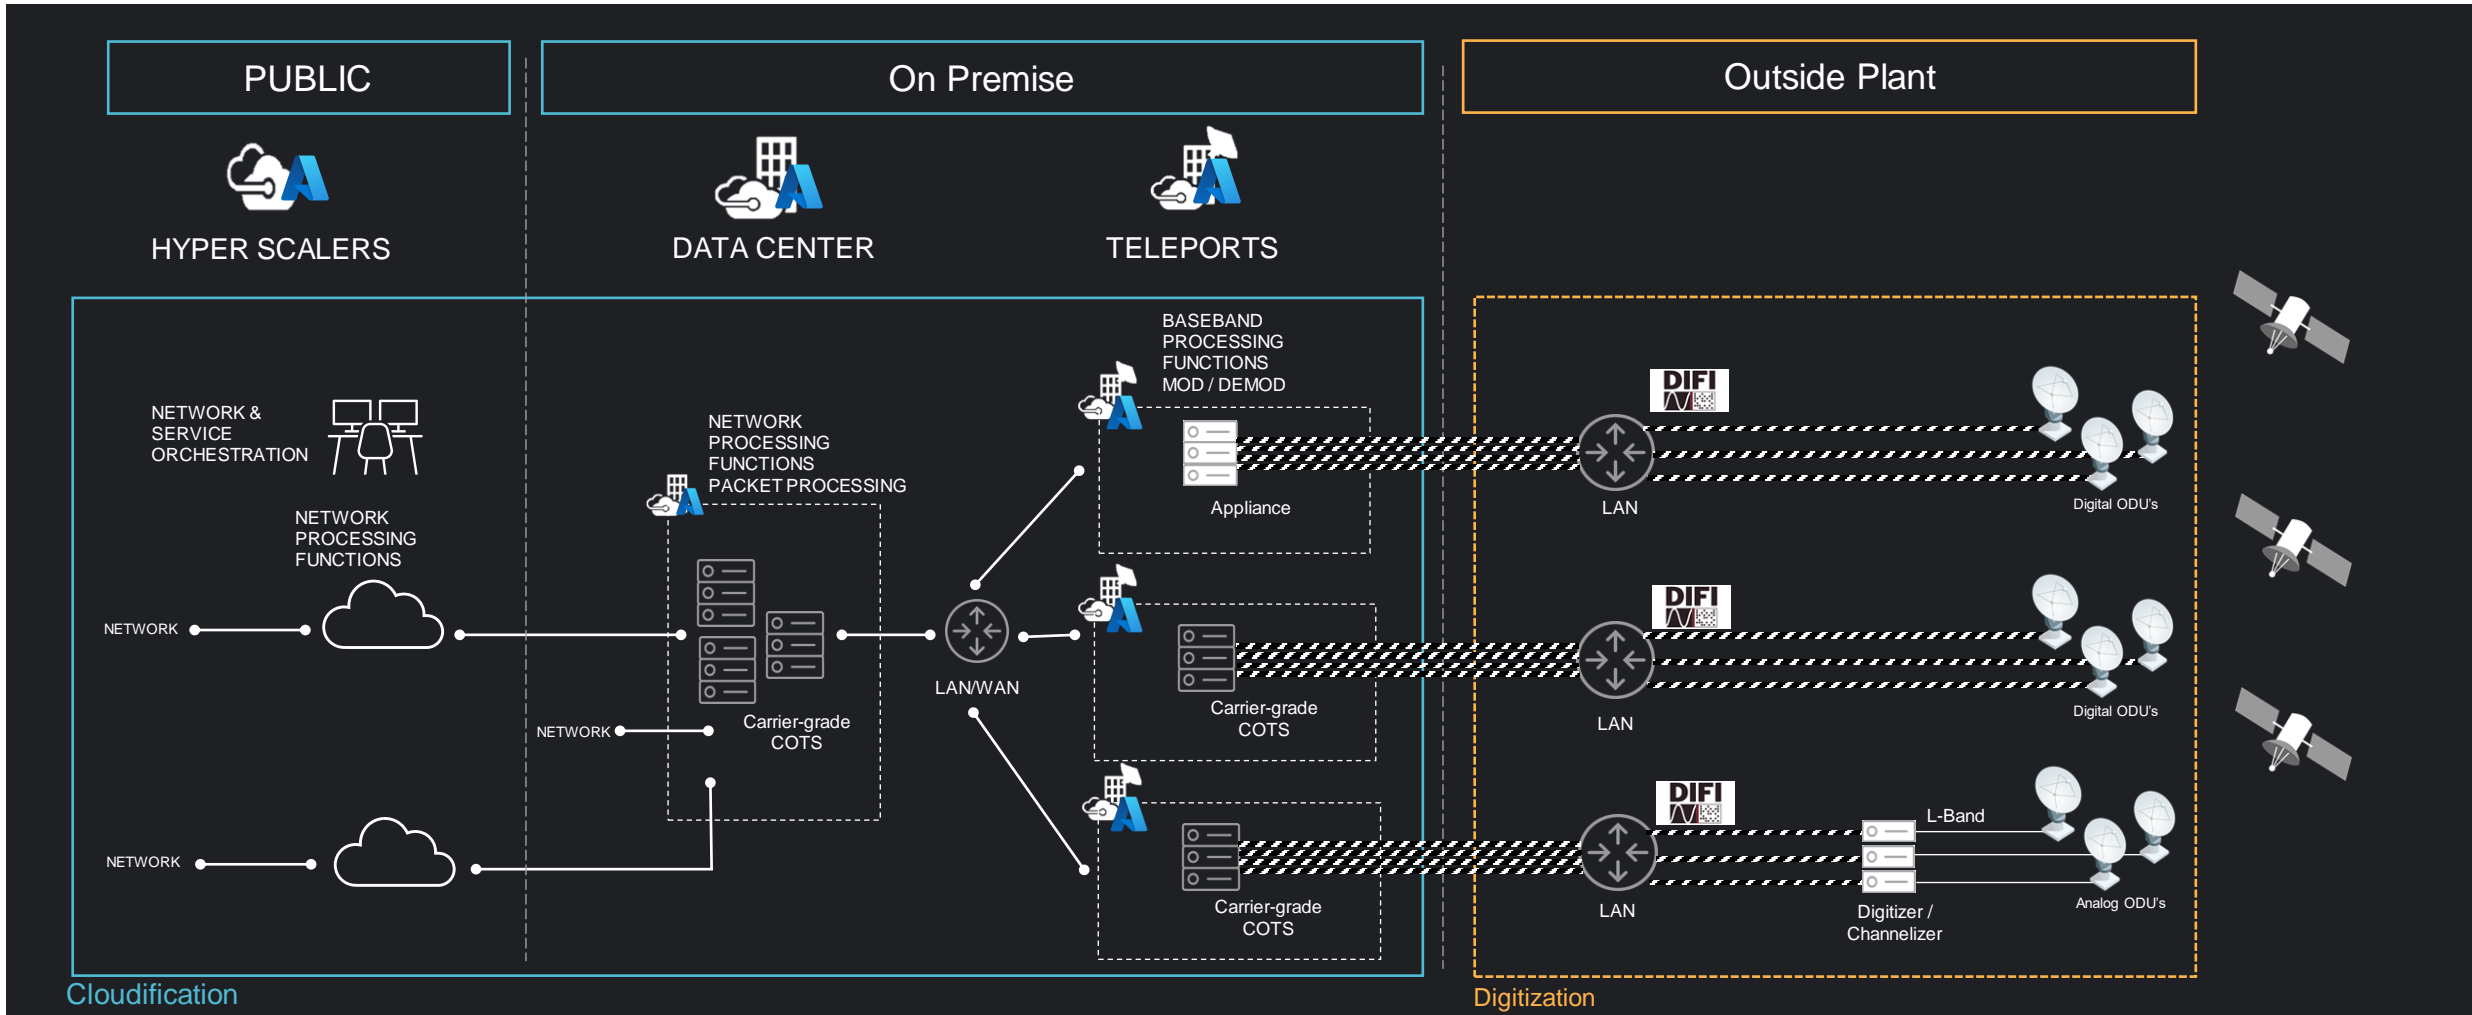 PUBLIC
On Premise
Outside Plant
HYPER SCALERS
DATA CENTER
TELEPORTS
NETWORK &
SERVICE
ORCHESTRATION
NETWORK
PROCESSING
FUNCTIONS
NETWORK
NETWORK
NETWORK
PROCESSING
FUNCTIONS
PACKET PROCESSING
Carrier-grade
COTS
NETWORK
LAN/WAN
BASEBAND
PROCESSING
FUNCTIONS
MOD / DEMOD
Appliance
Carrier-grade
COTS
Carrier-grade
COTS
DIFI
LAN
Digital ODU's
DIFI
LAN
Digital ODU's
DIFI
LAN
L-Band
Digitizer /
Channelizer
Analog ODU's
Cloudification
Digitization